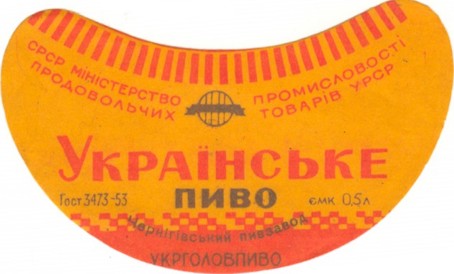 СРСР МІНІСТЕРСТВО ПРОМИСЛОВОСТІ
ПРОДОВОЛЬЧИХ ТОВАРІВ УРСР
УКРАЇНСЬКЕ
ПИВО
Гост 3473-53
ємк 0,5л
Чернігівський пивзавод
УКРГОЛОВПИВО